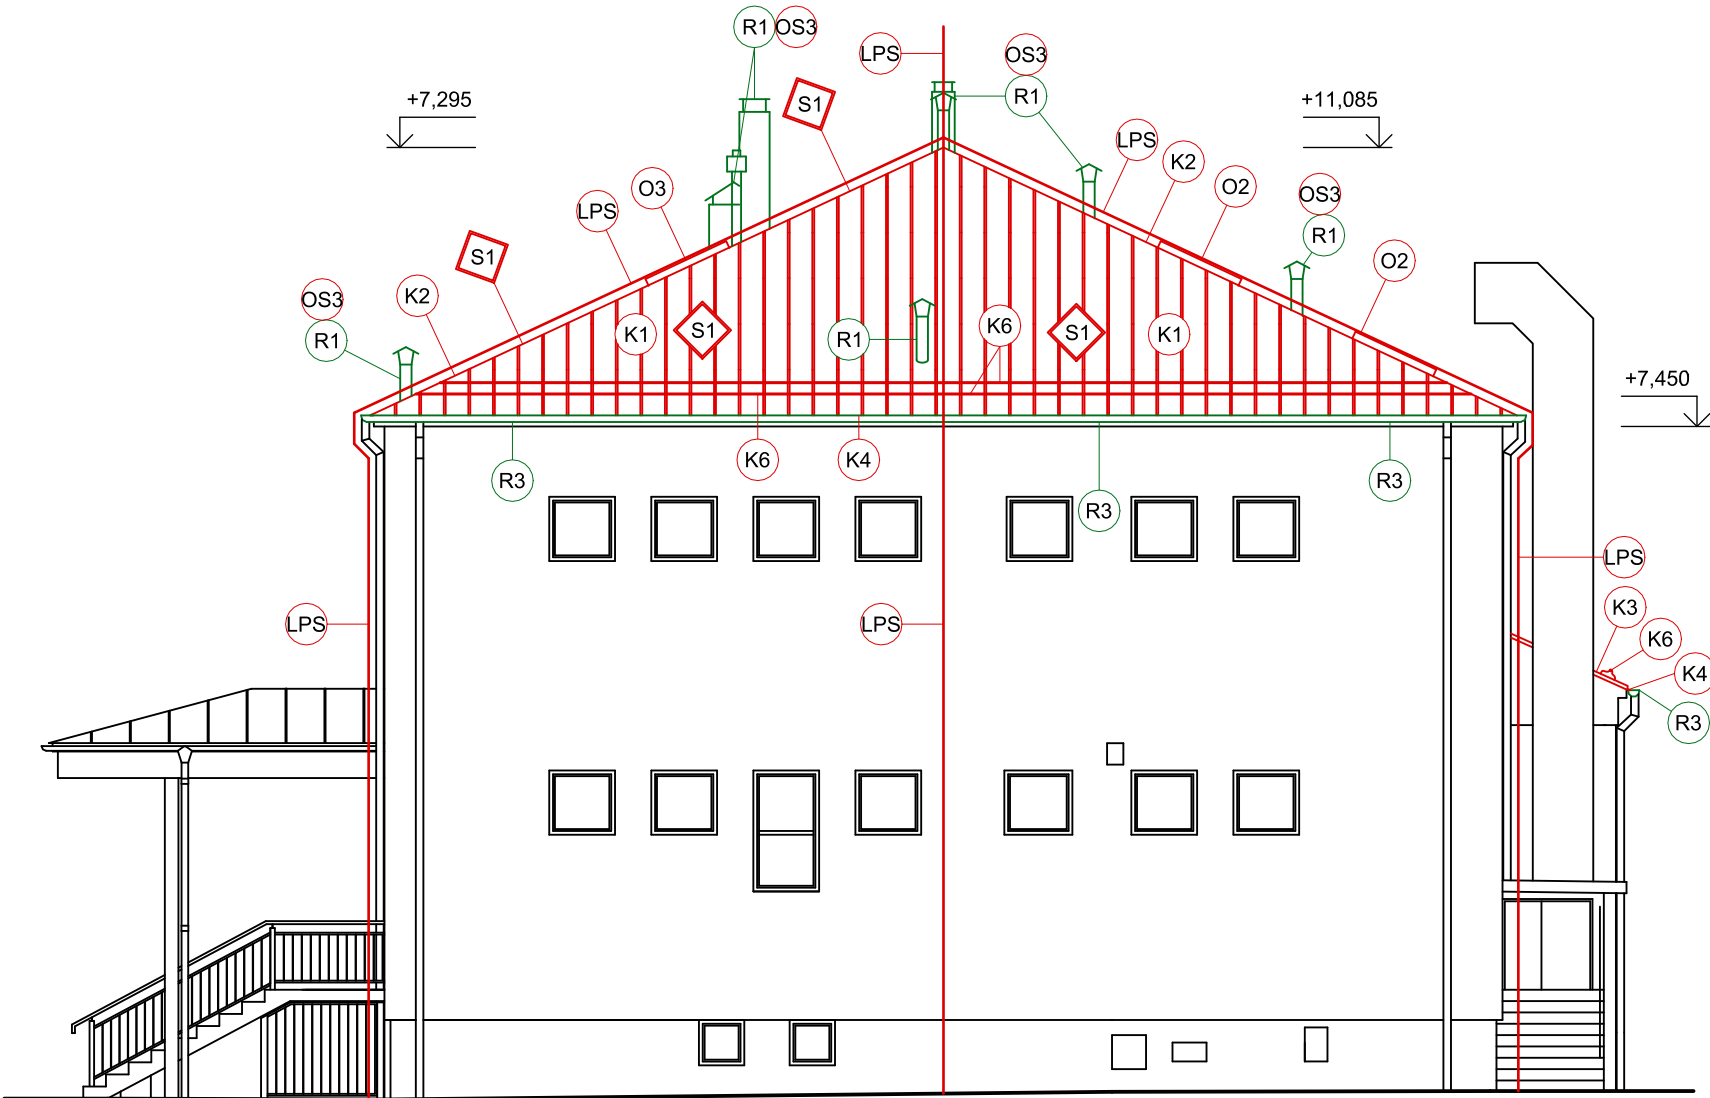 R1 OS3
LPS
OS3
+7,295
S1
R1
+11,085
LPS
K2
O3
O2
OS3
LPS
R1
S1
O2
OS3
K2
K1
S1
R1
K6
S1
K1
R1
+7,450
K6
K4
R3
R3
R3
LPS
K3
LPS
LPS
K6
K4
R3